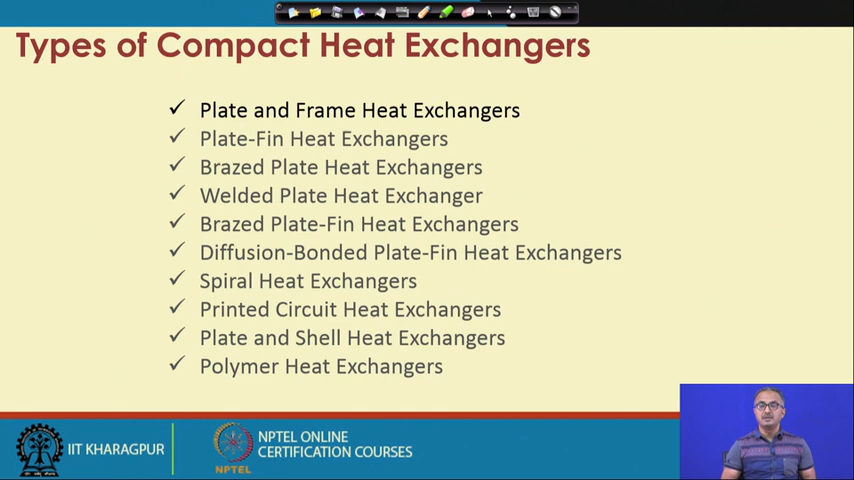 Types of Compact Heat Exchangers
✓ Plate and Frame Heat Exchangers
✓ Plate-Fin Heat Exchangers
✓ Brazed Plate Heat Exchangers
✓ Welded Plate Heat Exchanger
✓ Brazed Plate-Fin Heat Exchangers
✓ Diffusion-Bonded Plate-Fin Heat Exchangers
✓ Spiral Heat Exchangers
✓ Printed Circuit Heat Exchangers
✓ Plate and Shell Heat Exchangers
✓ Polymer Heat Exchangers
IIT KHARAGPUR
NPTEL
NPTEL ONLINE
CERTIFICATION COURSES